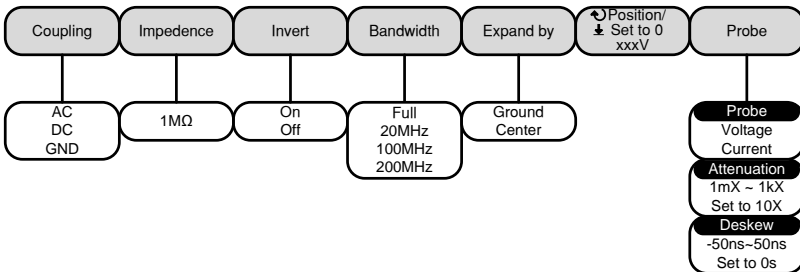 Coupling
Impedence
Invert
Bandwidth
Expand by
Position/
Set to 0
xxxV
Probe
AC
DC
GND
1MΩ
On
Off
Full
20MHz
100MHz
200MHz
Ground
Center
Probe
Voltage
Current
Attenuation
1mX ~ 1kX
Set to 10X
Deskew
-50ns~50ns
Set to 0s